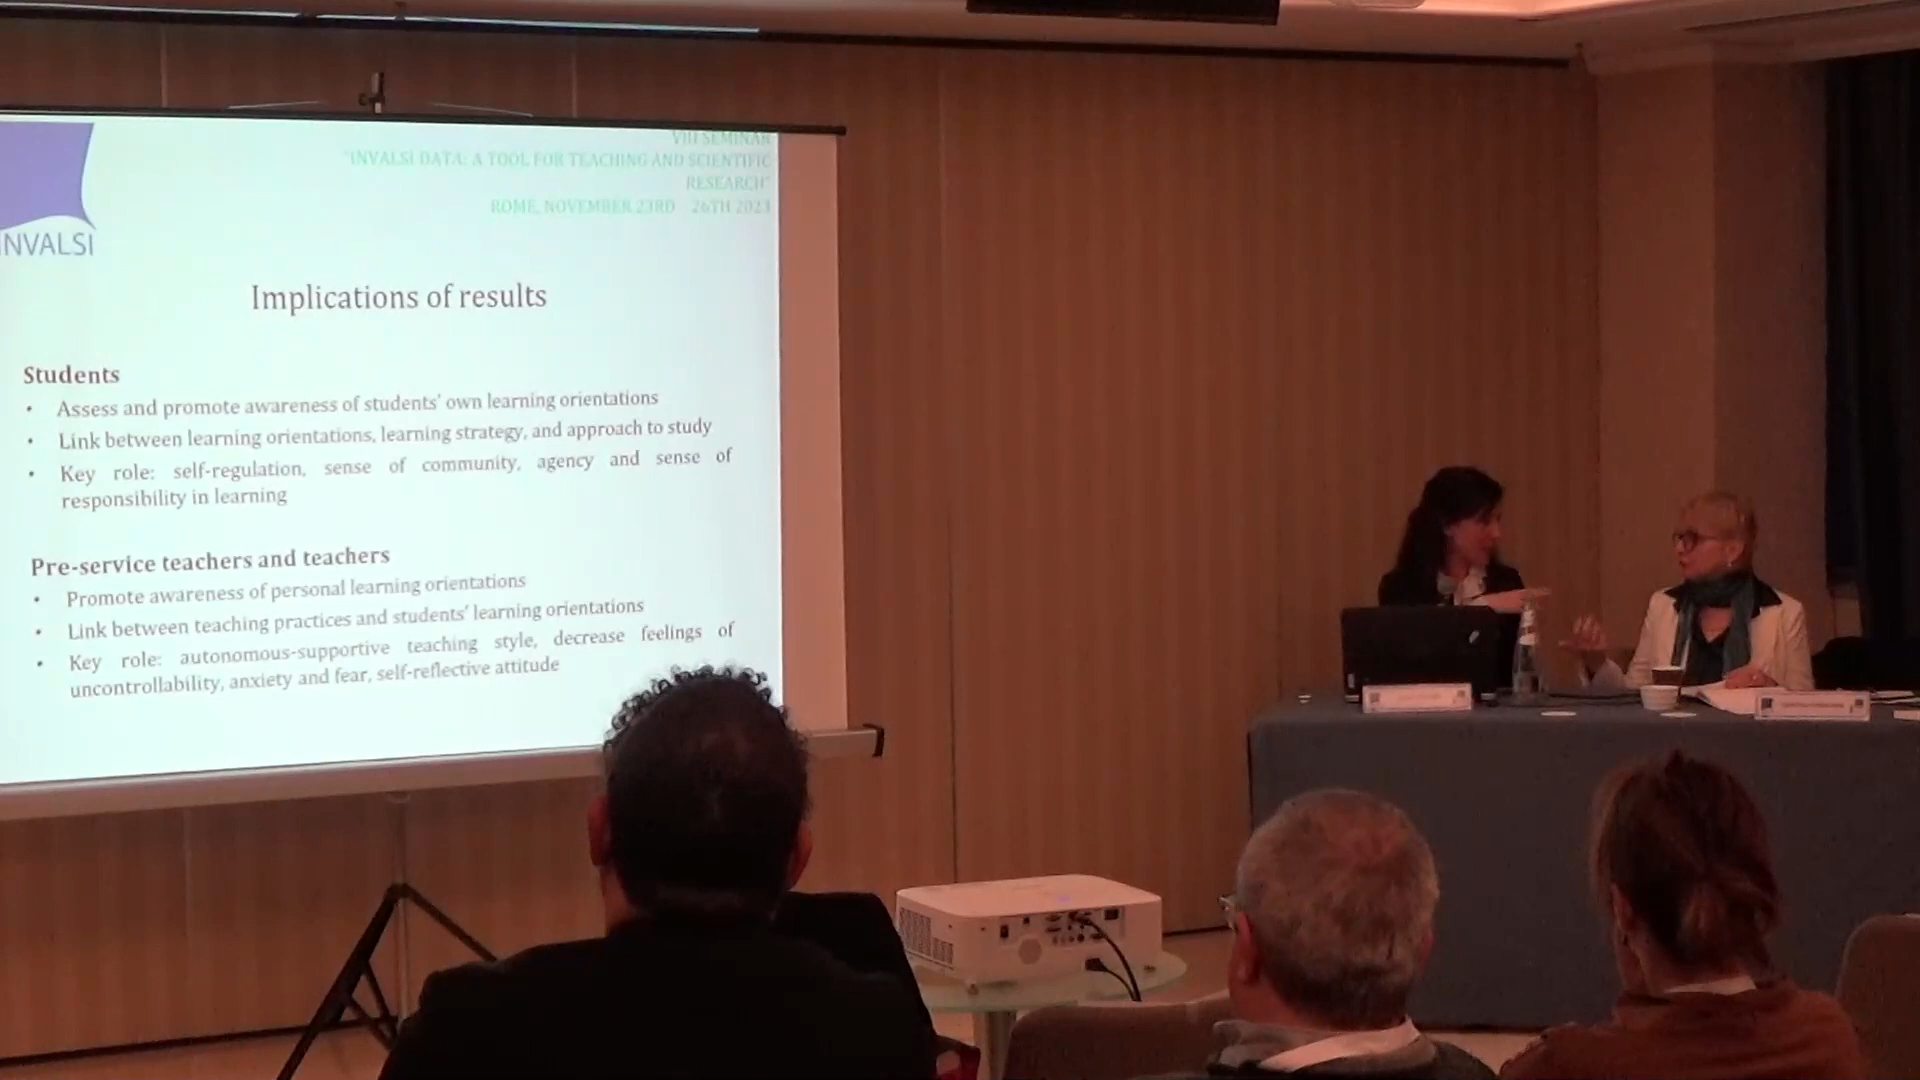 VIII SEMINAR
"INVALSI DATA: A TOOL FOR TEACHING AND SCIENTIFIC
RESEARCH"
ROME, NOVEMBER 23RD 26TH 2023
INVALSI
Implications of results
Students
• Assess and promote awareness of students' own learning orientations
• Link between learning orientations, learning strategy, and approach to study
• Key role: self-regulation, sense of community, agency and sense of
responsibility in learning
Pre-service teachers and teachers
• Promote awareness of personal learning orientations
• Link between teaching practices and students' learning orientations
• Key role: autonomous-supportive teaching style, decrease feelings of
uncontrollability, anxiety and fear, self-reflective attitude